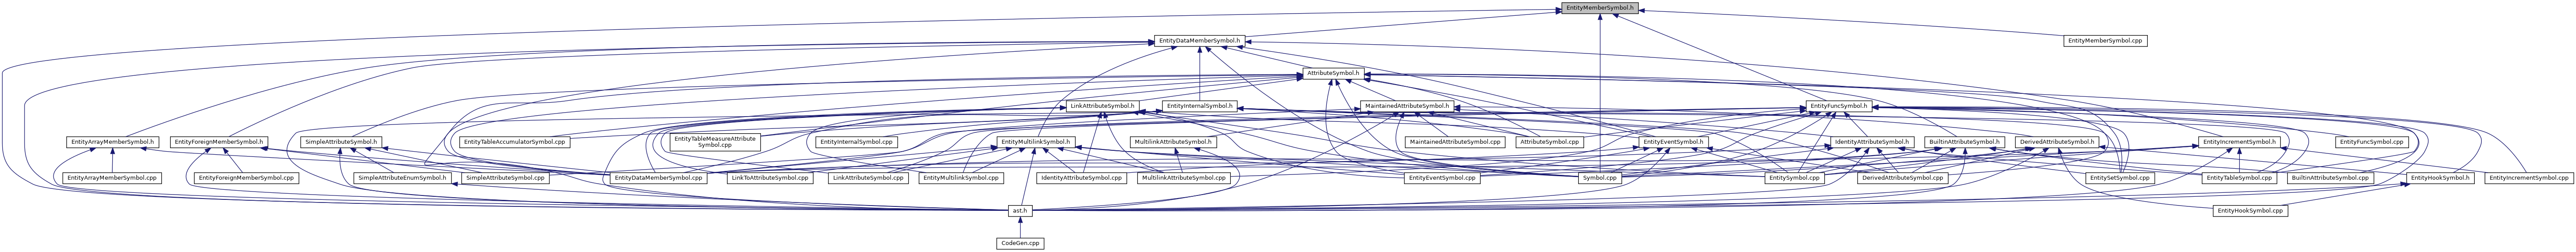 EntityMemberSymbol.h
EntityDataMemberSymbol.h
EntityMemberSymbol.cpp
AttributeSymbol.h
LinkAttributeSymbol.h
EntityInternalSymbol.h
MaintainedAttributeSymbol.h
EntityFuncSymbol.h
EntityArrayMemberSymbol.h
EntityForeignMemberSymbol.h
SimpleAttributeSymbol.h
EntityTableAccumulatorSymbol.cpp
EntityTableMeasureAttribute
Symbol.cpp
EntityInternalSymbol.cpp
EntityMultilinkSymbol.h
MultilinkAttributeSymbol.h
MaintainedAttributeSymbol.cpp
AttributeSymbol.cpp
EntityEventSymbol.h
IdentityAttributeSymbol.h
BuiltinAttributeSymbol.h
DerivedAttributeSymbol.h
EntityIncrementSymbol.h
EntityFuncSymbol.cpp
EntityArrayMemberSymbol.cpp
EntityForeignMemberSymbol.cpp
SimpleAttributeEnumSymbol.h
SimpleAttributeSymbol.cpp
EntityDataMemberSymbol.cpp
LinkToAttributeSymbol.cpp
LinkAttributeSymbol.cpp
EntityMultilinkSymbol.cpp
IdentityAttributeSymbol.cpp
MultilinkAttributeSymbol.cpp
EntityEventSymbol.cpp
Symbol.cpp
EntitySymbol.cpp
DerivedAttributeSymbol.cpp
EntitySetSymbol.cpp
EntityTableSymbol.cpp
BuiltinAttributeSymbol.cpp
EntityHookSymbol.h
EntityIncrementSymbol.cpp
ast.h
EntityHookSymbol.cpp
CodeGen.cpp